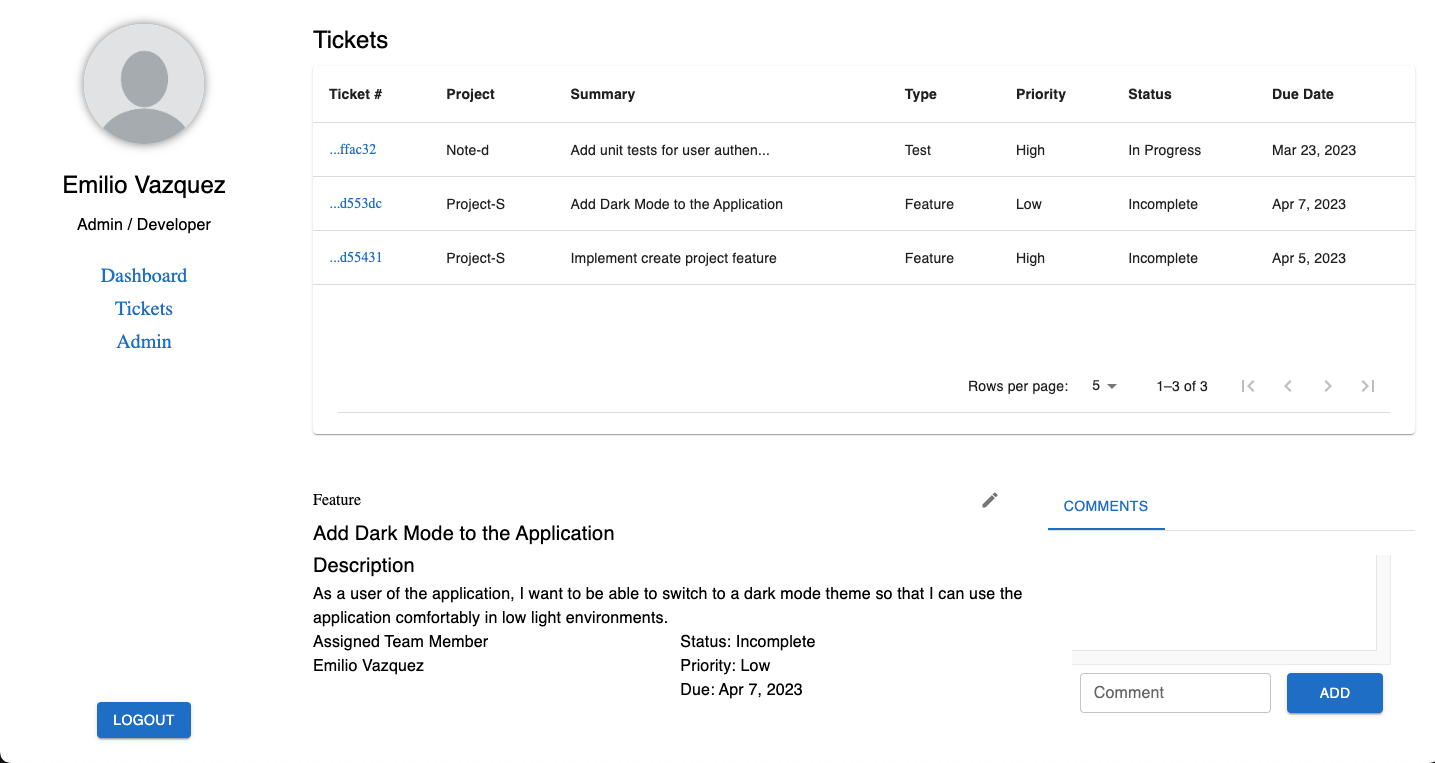 Emilio Vazquez
Admin / Developer
Dashboard
Tickets
Admin
LOGOUT
Tickets
Ticket # Project Summary Type Priority Status Due Date
...ffac32 Note-d Add unit tests for user authen... Test High In Progress Mar 23, 2023
...d553dc Project-S Add Dark Mode to the Application Feature Low Incomplete Apr 7, 2023
...d55431 Project-S Implement create project feature Feature High Incomplete Apr 5, 2023
Rows per page: 5 1–3 of 3
Feature
Add Dark Mode to the Application
Description
As a user of the application, I want to be able to switch to a dark mode theme so that I can use the
application comfortably in low light environments.
Assigned Team Member
Emilio Vazquez
Status: Incomplete
Priority: Low
Due: Apr 7, 2023
COMMENTS
Comment ADD